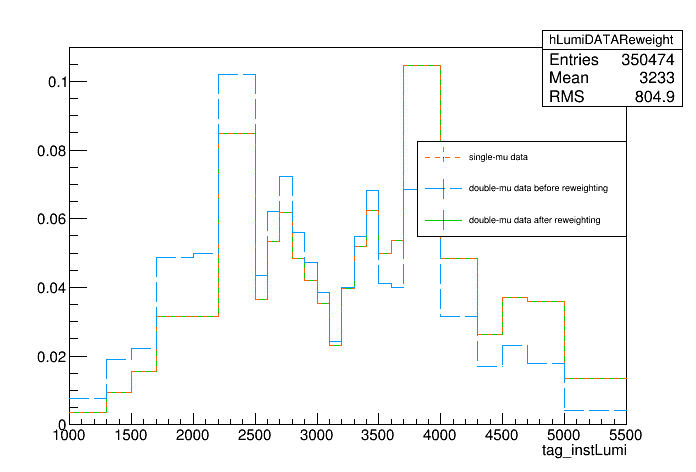 hLumiDATAReweight
Entries 350474
Mean 3233
RMS 804.9
single-mu data
double-mu data before reweighting
double-mu data after reweighting
0.1
0.08
0.06
0.04
0.02
0
1000 1500 2000 2500 3000 3500 4000 4500 5000 5500
tag_instLumi